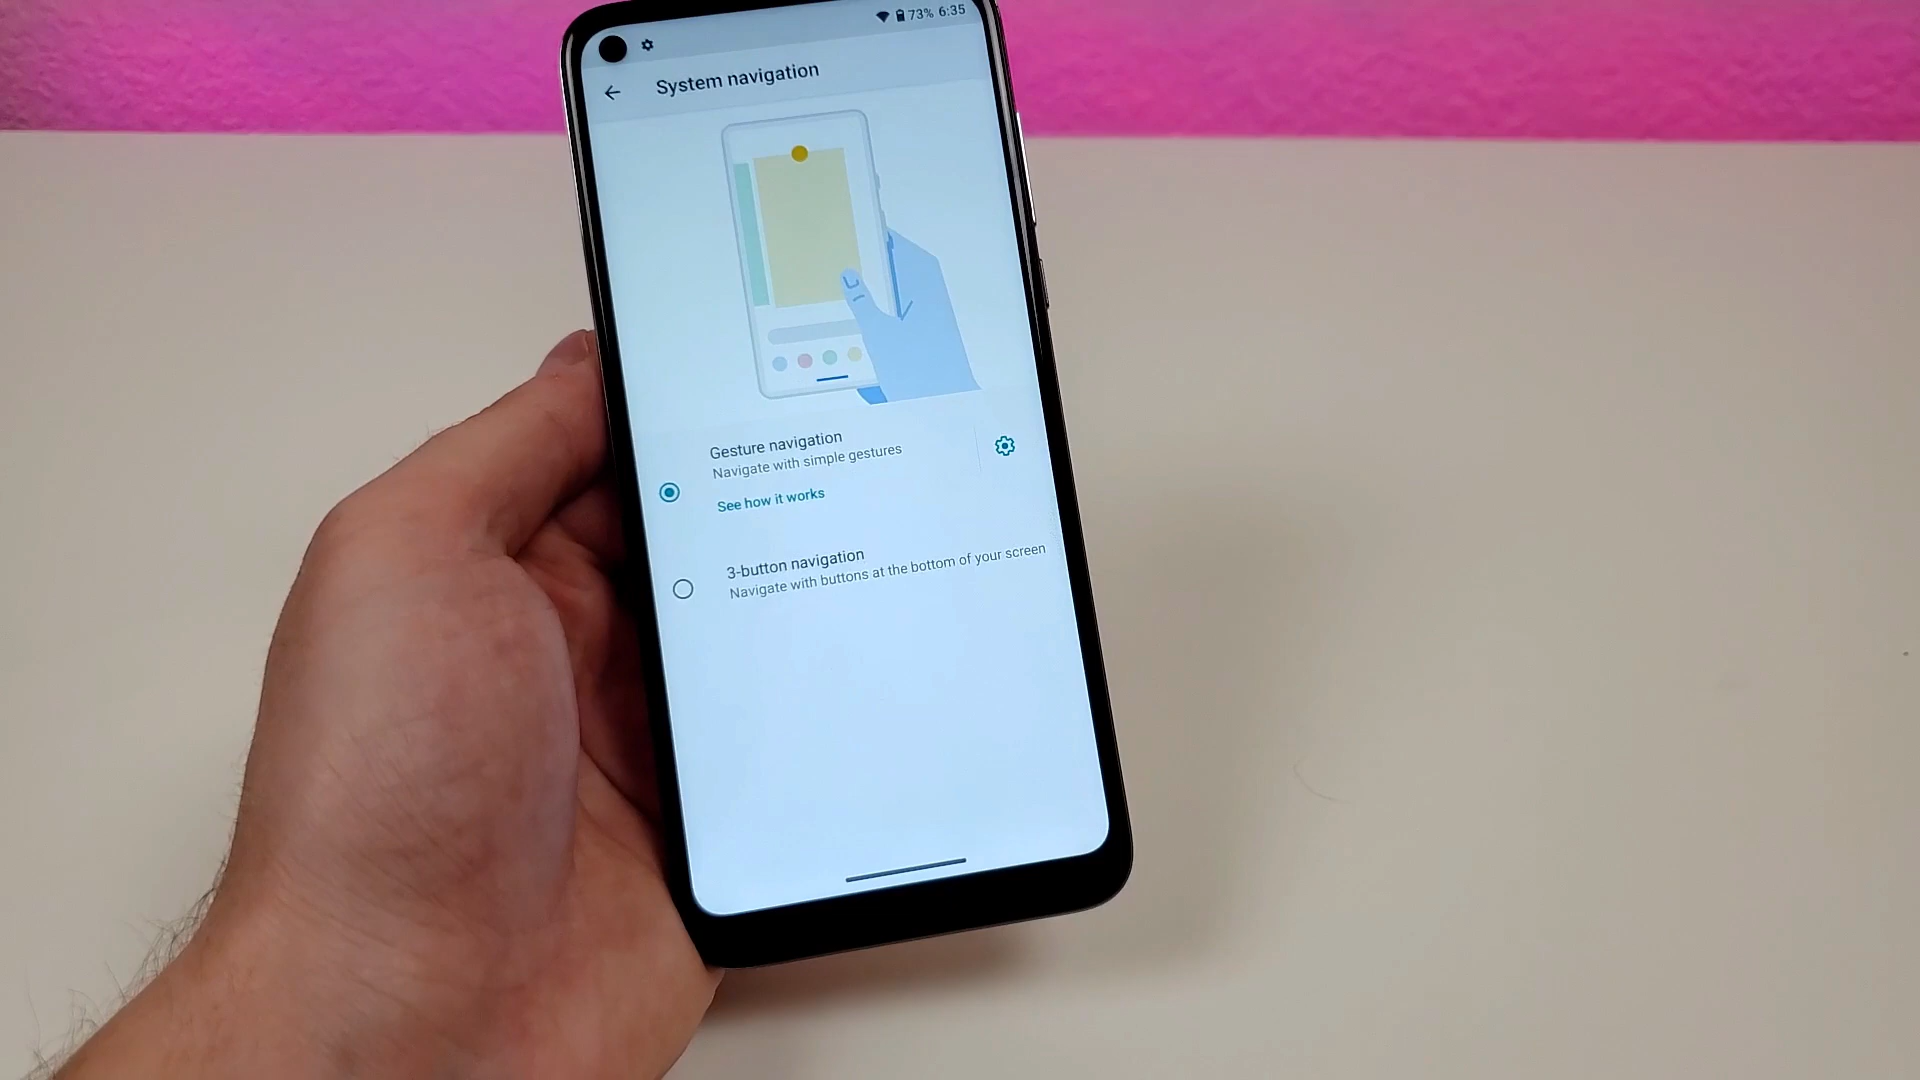 73% 6:35
System navigation
Gesture navigation
Navigate with simple gestures
See how it works
3-button navigation
Navigate with buttons at the bottom of your screen